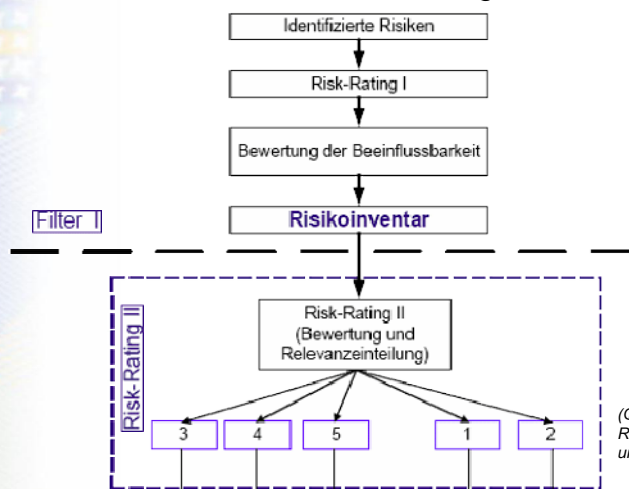 Identifizierte Risiken
Risk-Rating I
Bewertung der Beeinflussbarkeit
Filter I
Risikoinventar
Risk-Rating II
Risk-Rating II
(Bewertung und
Relevanzeinteilung)
3 4 5 1 2